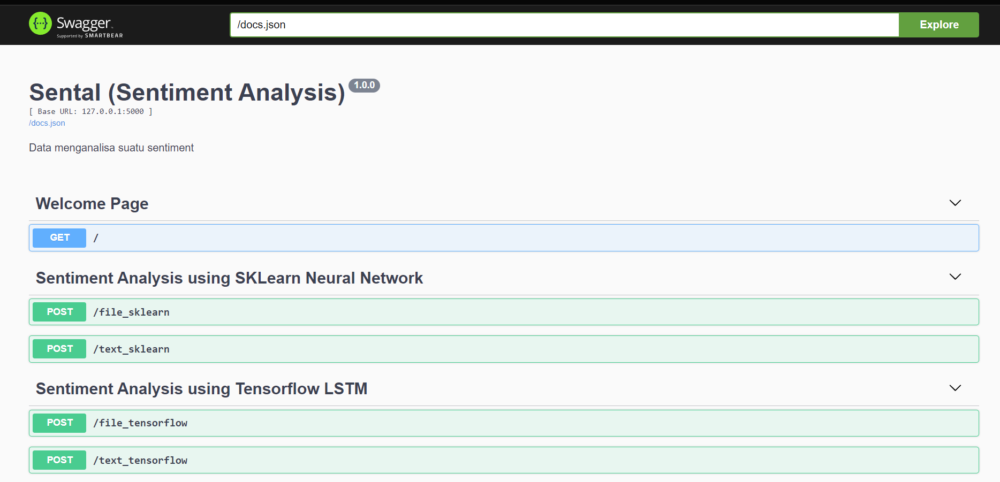 Swagger
Supported by SMARTBEAR
/docs.json
Explore
Sental (Sentiment Analysis) 1.0.0
[ Base URL: 127.0.0.1:5000 ]
/docs.json
Data menganalisa suatu sentiment
Welcome Page
GET /
Sentiment Analysis using SKLearn Neural Network
POST /file_sklearn
POST /text_sklearn
Sentiment Analysis using Tensorflow LSTM
POST /file_tensorflow
POST /text_tensorflow